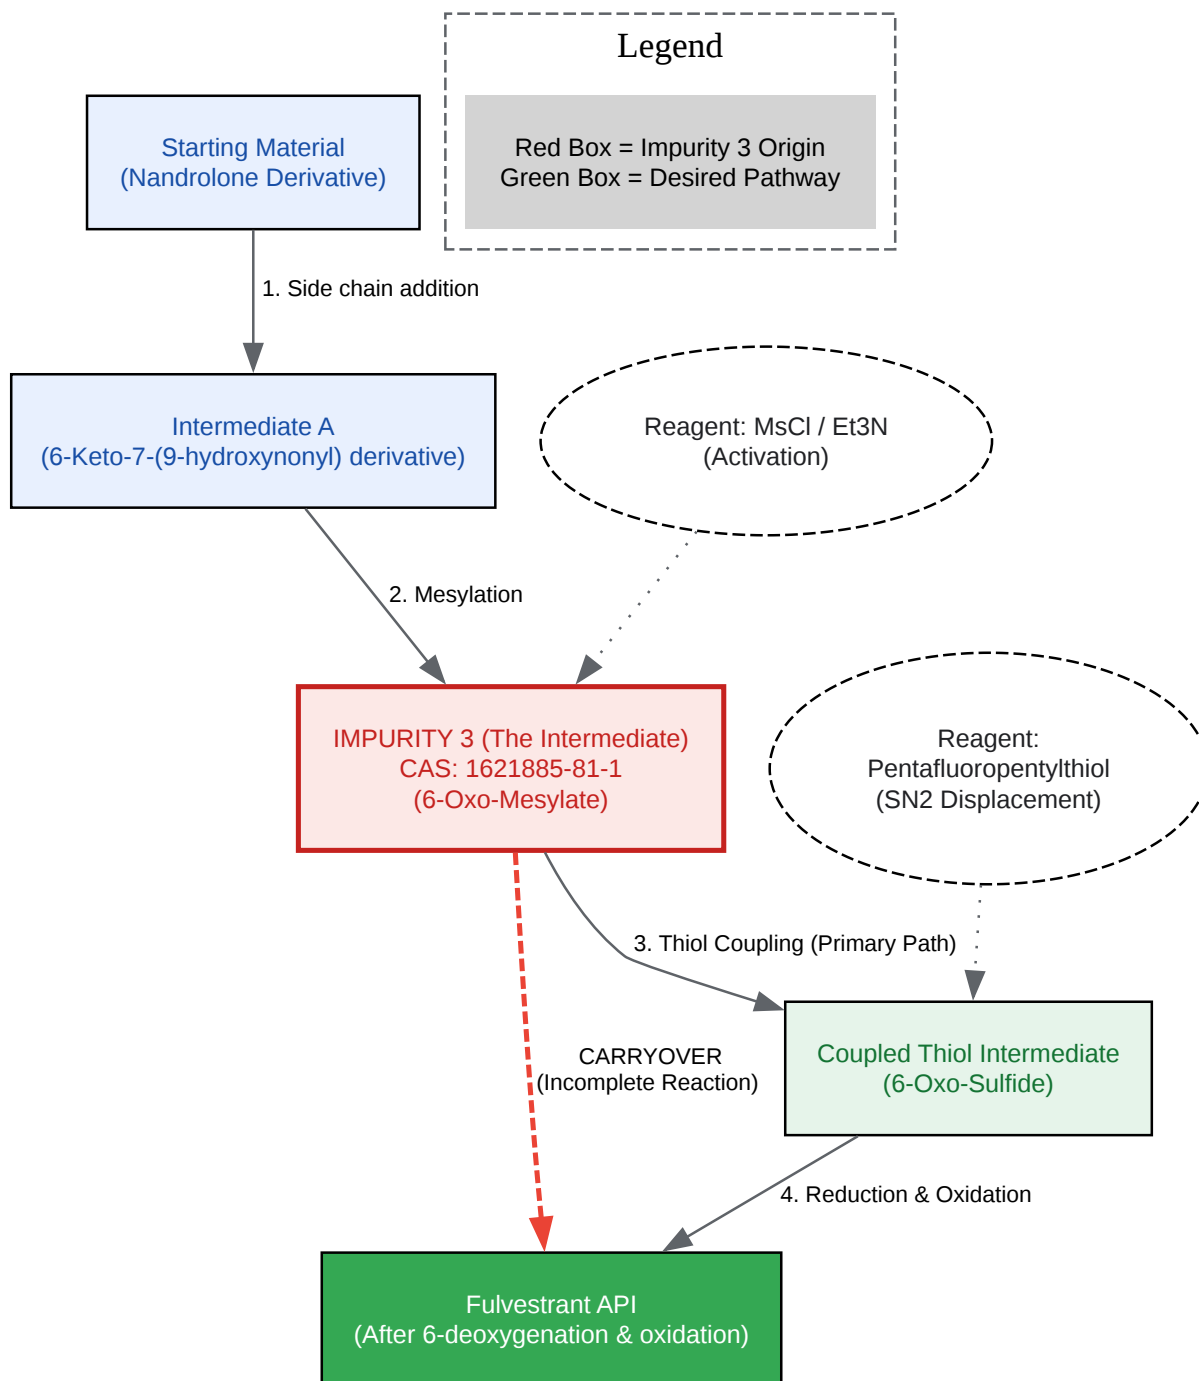 Legend
Red Box = Impurity 3 Origin
Green Box = Desired Pathway
Starting Material
(Nandrolone Derivative)
1. Side chain addition
Intermediate A
(6-Keto-7-(9-hydroxynonyl) derivative)
Reagent: MsCl / Et3N
(Activation)
2. Mesylation
IMPURITY 3 (The Intermediate)
CAS: 1621885-81-1
(6-Oxo-Mesylate)
Reagent:
Pentafluoropentylthiol
(SN2 Displacement)
3. Thiol Coupling (Primary Path)
CARRYOVER
(Incomplete Reaction)
Coupled Thiol Intermediate
(6-Oxo-Sulfide)
4. Reduction & Oxidation
Fulvestrant API
(After 6-deoxygenation & oxidation)